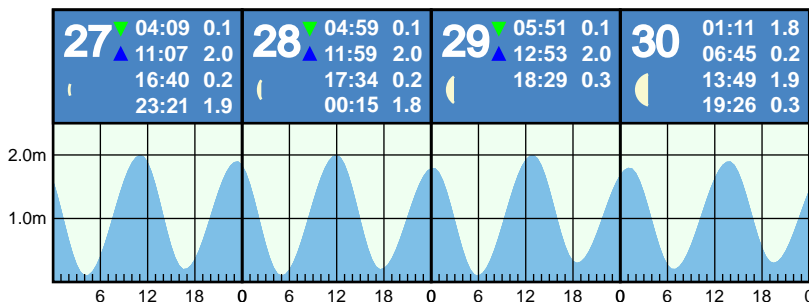 27 ▼ 04:09 0.1
▲ 11:07 2.0
16:40 0.2
23:21 1.9
28 ▼ 04:59 0.1
▲ 11:59 2.0
17:34 0.2
00:15 1.8
29 ▼ 05:51 0.1
▲ 12:53 2.0
18:29 0.3
30 01:11 1.8
06:45 0.2
13:49 1.9
19:26 0.3
2.0m
1.0m
6 12 18 0 6 12 18 0 6 12 18 0 6 12 18